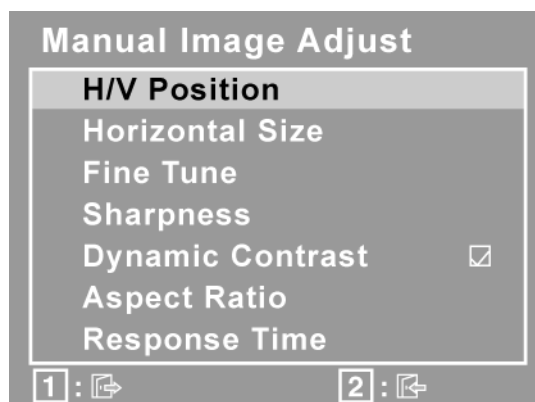 Manual Image Adjust
H/V Position
Horizontal Size
Fine Tune
Sharpness
Dynamic Contrast
Aspect Ratio
Response Time
1 : 2 :